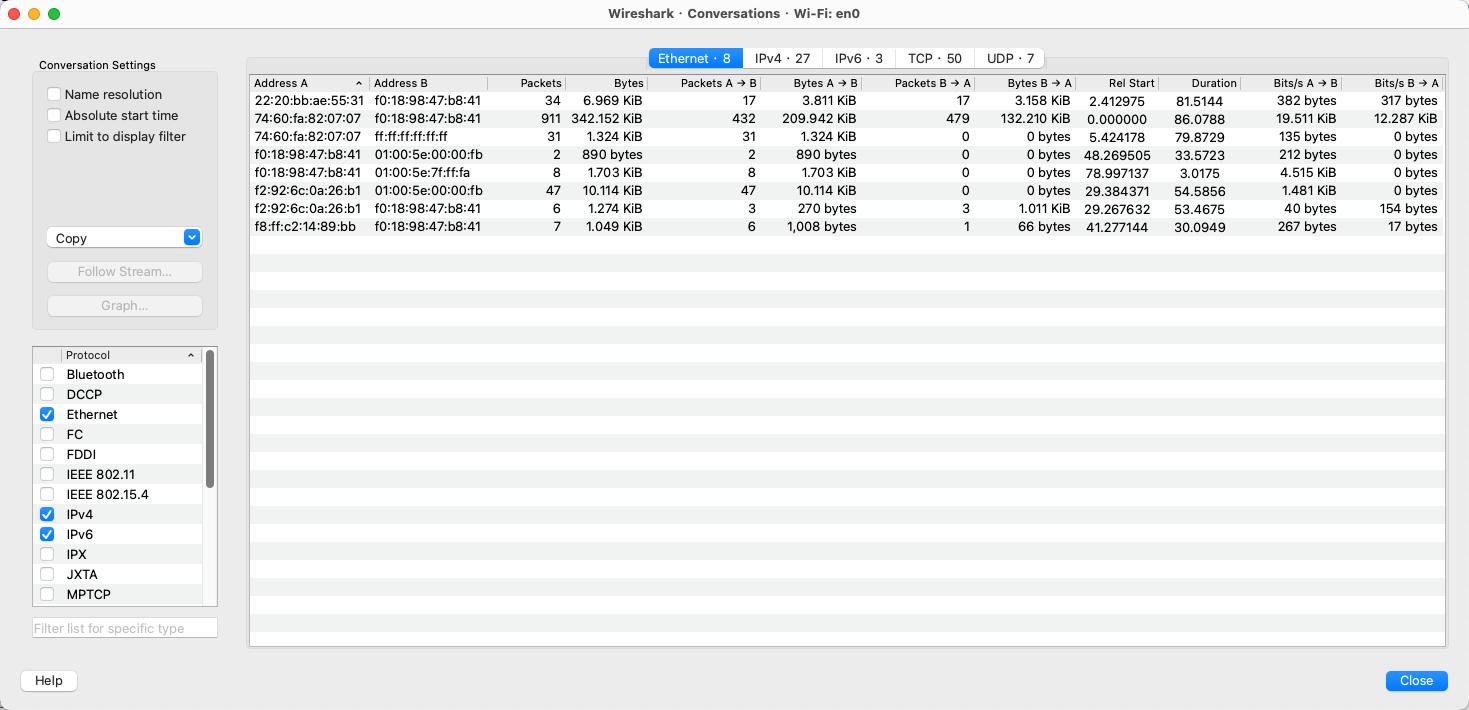 Wireshark · Conversations · Wi-Fi: en0
Conversation Settings
Name resolution
Absolute start time
Limit to display filter
Copy
Follow Stream...
Graph...
Protocol
Bluetooth
DCCP
Ethernet
FC
FDDI
IEEE 802.11
IEEE 802.15.4
IPv4
IPv6
IPX
JXTA
MPTCP
Filter list for specific type
Ethernet · 8 IPv4 · 27 IPv6 · 3 TCP · 50 UDP · 7
Address A Address B Packets Bytes Packets A → B Bytes A → B Packets B → A Bytes B → A Rel Start Duration Bits/s A → B Bits/s B → A
22:20:bb:ae:55:31 f0:18:98:47:b8:41 34 6.969 KiB 17 3.811 KiB 17 3.158 KiB 2.412975 81.5144 382 bytes 317 bytes
74:60:fa:82:07:07 f0:18:98:47:b8:41 911 342.152 KiB 432 209.942 KiB 479 132.210 KiB 0.000000 86.0788 19.511 KiB 12.287 KiB
74:60:fa:82:07:07 ff:ff:ff:ff:ff:ff 31 1.324 KiB 31 1.324 KiB 0 0 bytes 5.424178 79.8729 135 bytes 0 bytes
f0:18:98:47:b8:41 01:00:5e:00:00:fb 2 890 bytes 2 890 bytes 0 0 bytes 48.269505 33.5723 212 bytes 0 bytes
f0:18:98:47:b8:41 01:00:5e:7f:ff:fa 8 1.703 KiB 8 1.703 KiB 0 0 bytes 78.997137 3.0175 4.515 KiB 0 bytes
f2:92:6c:0a:26:b1 01:00:5e:00:00:fb 47 10.114 KiB 47 10.114 KiB 0 0 bytes 29.384371 54.5856 1.481 KiB 0 bytes
f2:92:6c:0a:26:b1 f0:18:98:47:b8:41 6 1.274 KiB 3 270 bytes 3 1.011 KiB 29.267632 53.4675 40 bytes 154 bytes
f8:ff:c2:14:89:bb f0:18:98:47:b8:41 7 1.049 KiB 6 1,008 bytes 1 66 bytes 41.277144 30.0949 267 bytes 17 bytes
Help
Close